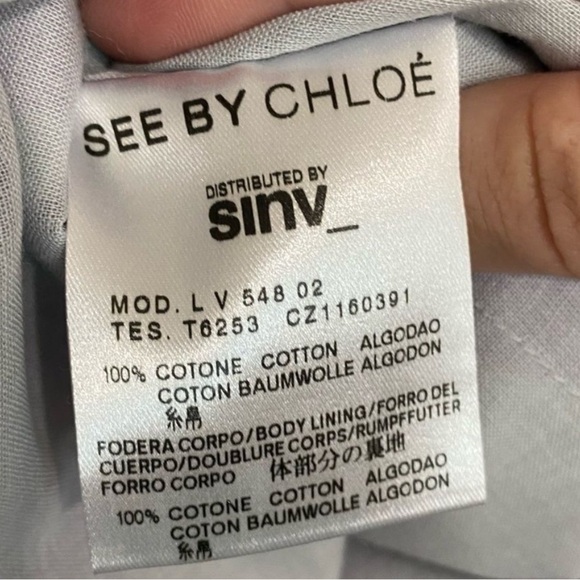 SEE BY CHLOÉ
DISTRIBUTED BY
sinv_
MOD. L V 548 02
TES. T6253 CZ1160391
100% COTONE COTTON ALGODAO
COTON BAUMWOLLE ALGODON
糸帛
FODERA CORPO/BODY LINING/FORRO DEL
CUERPO/DOUBLURE CORPS/RUMPFFUTTER
FORRO CORPO 体部分の裏地
100% COTONE COTTON ALGODAO
COTON BAUMWOLLE ALGODON
糸帛